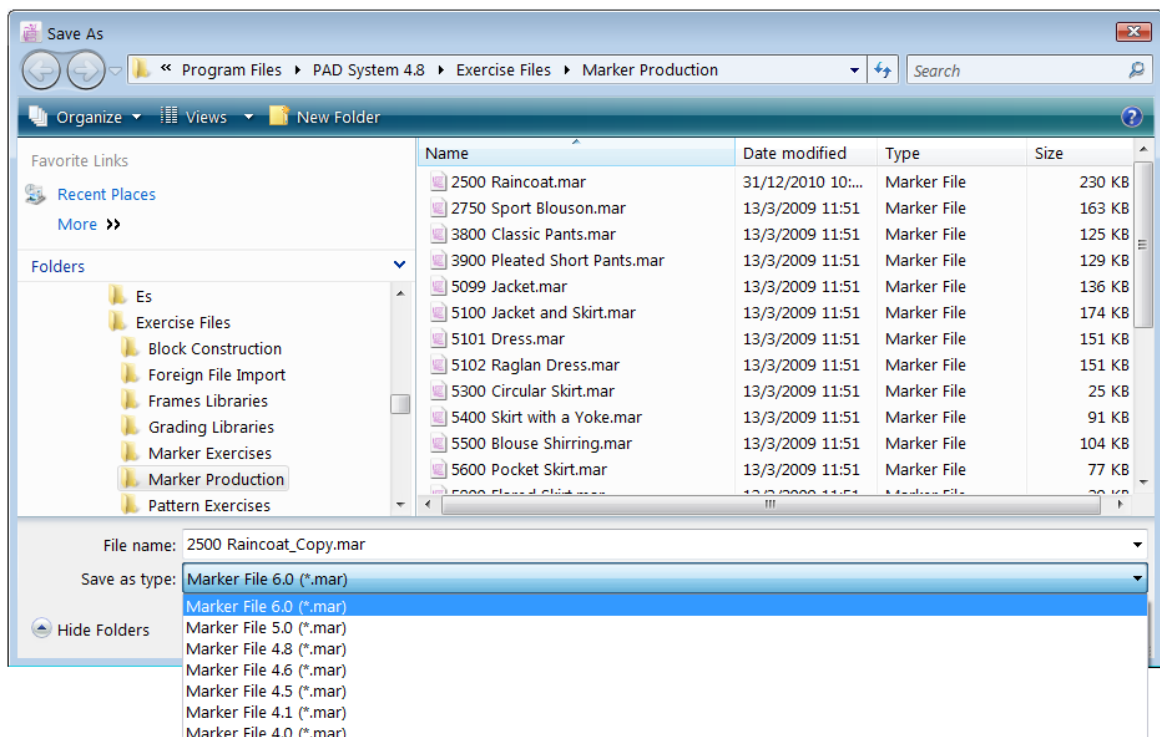 Save As
« Program Files ▸ PAD System 4.8 ▸ Exercise Files ▸ Marker Production
Search
Organize Views New Folder
Favorite Links
Recent Places
More »
Folders
Es
Exercise Files
Block Construction
Foreign File Import
Frames Libraries
Grading Libraries
Marker Exercises
Marker Production
Pattern Exercises
Name Date modified Type Size
2500 Raincoat.mar 31/12/2010 10:... Marker File 230 KB
2750 Sport Blouson.mar 13/3/2009 11:51 Marker File 163 KB
3800 Classic Pants.mar 13/3/2009 11:51 Marker File 125 KB
3900 Pleated Short Pants.mar 13/3/2009 11:51 Marker File 129 KB
5099 Jacket.mar 13/3/2009 11:51 Marker File 136 KB
5100 Jacket and Skirt.mar 13/3/2009 11:51 Marker File 174 KB
5101 Dress.mar 13/3/2009 11:51 Marker File 151 KB
5102 Raglan Dress.mar 13/3/2009 11:51 Marker File 151 KB
5300 Circular Skirt.mar 13/3/2009 11:51 Marker File 25 KB
5400 Skirt with a Yoke.mar 13/3/2009 11:51 Marker File 91 KB
5500 Blouse Shirring.mar 13/3/2009 11:51 Marker File 104 KB
5600 Pocket Skirt.mar 13/3/2009 11:51 Marker File 77 KB
File name: 2500 Raincoat_Copy.mar
Save as type: Marker File 6.0 (*.mar)
Hide Folders
Marker File 6.0 (*.mar)
Marker File 5.0 (*.mar)
Marker File 4.8 (*.mar)
Marker File 4.6 (*.mar)
Marker File 4.5 (*.mar)
Marker File 4.1 (*.mar)
Marker File 4.0 (*.mar)